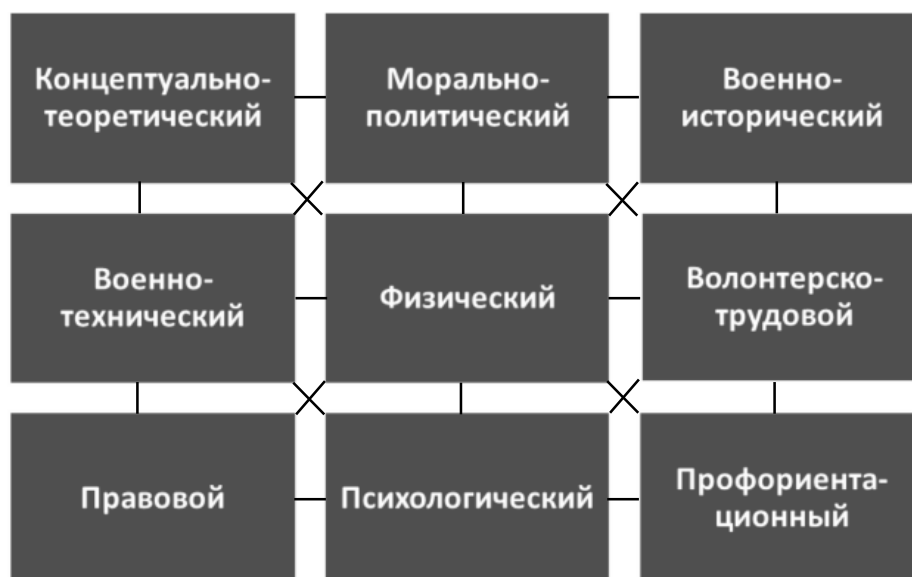 Концептуально-
теоретический
Морально-
политический
Военно-
исторический
Военно-
технический
Физический
Волонтерско-
трудовой
Правовой
Психологический
Профориента-
ционный